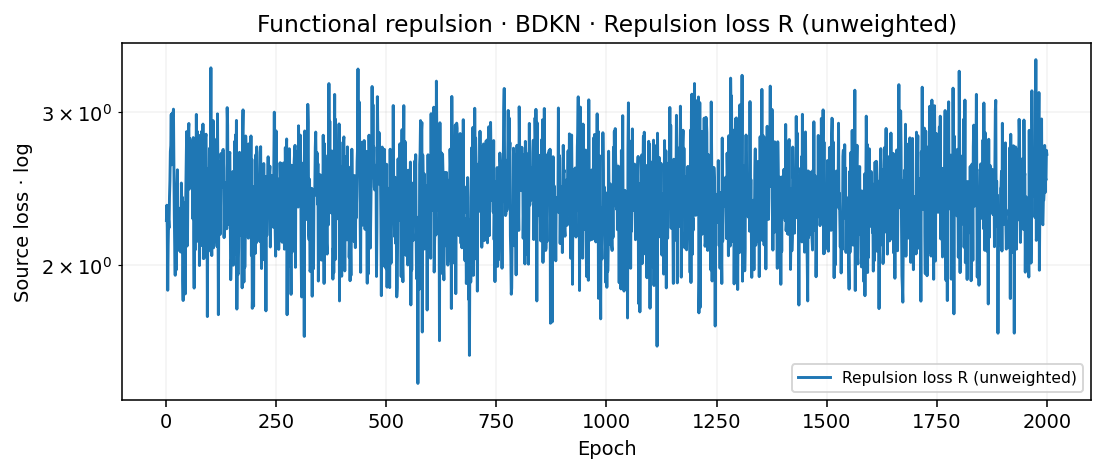 Functional repulsion · BDKN · Repulsion loss R (unweighted)
Source loss · log
3 × 10⁰
2 × 10⁰
Repulsion loss R (unweighted)
0 250 500 750 1000 1250 1500 1750 2000
Epoch